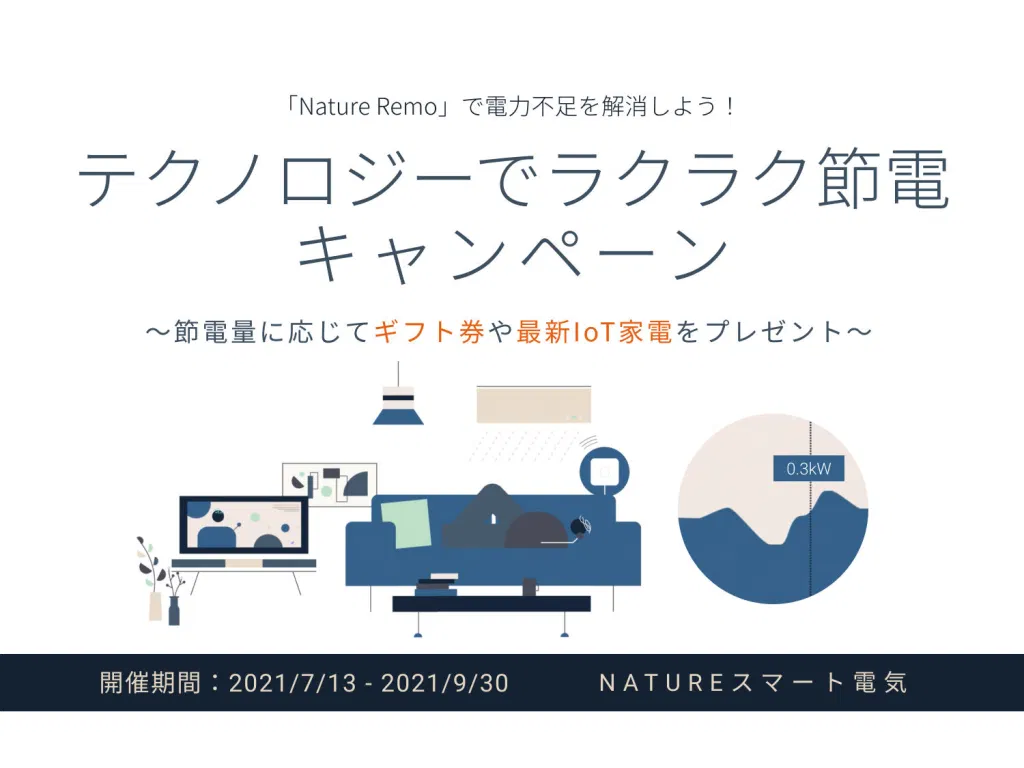 「Nature Remo」で電力不足を解消しよう！
テクノロジーでラクラク節電
キャンペーン
～節電量に応じてギフト券や最新IoT家電をプレゼント～
0.3kW
開催期間：2021/7/13 - 2021/9/30
NATUREスマート電気